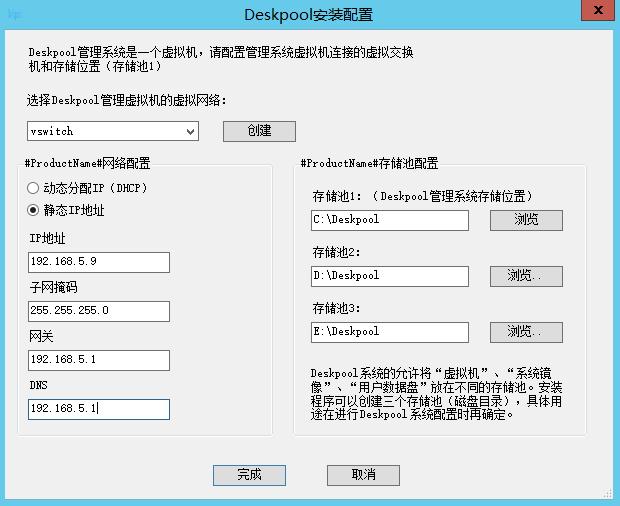 Deskpool安装配置
Deskpool管理系统是一个虚拟机，请配置管理系统虚拟机连接的虚拟交换
机和存储位置（存储池1）
选择Deskpool管理虚拟机的虚拟网络：
vswitch
创建
#ProductName#网络配置
动态分配IP（DHCP）
静态IP地址
IP地址
192.168.5.9
子网掩码
255.255.255.0
网关
192.168.5.1
DNS
192.168.5.1
#ProductName#存储池配置
存储池1：（Deskpool管理系统存储位置）
C:\Deskpool
浏览
存储池2：
D:\Deskpool
浏览..
存储池3：
E:\Deskpool
浏览..
Deskpool系统的允许将“虚拟机”、“系统镜
像”、“用户数据盘”放在不同的存储池。安装
程序可以创建三个存储池（磁盘目录），具体用
途在进行Deskpool系统配置时再确定。
完成
取消